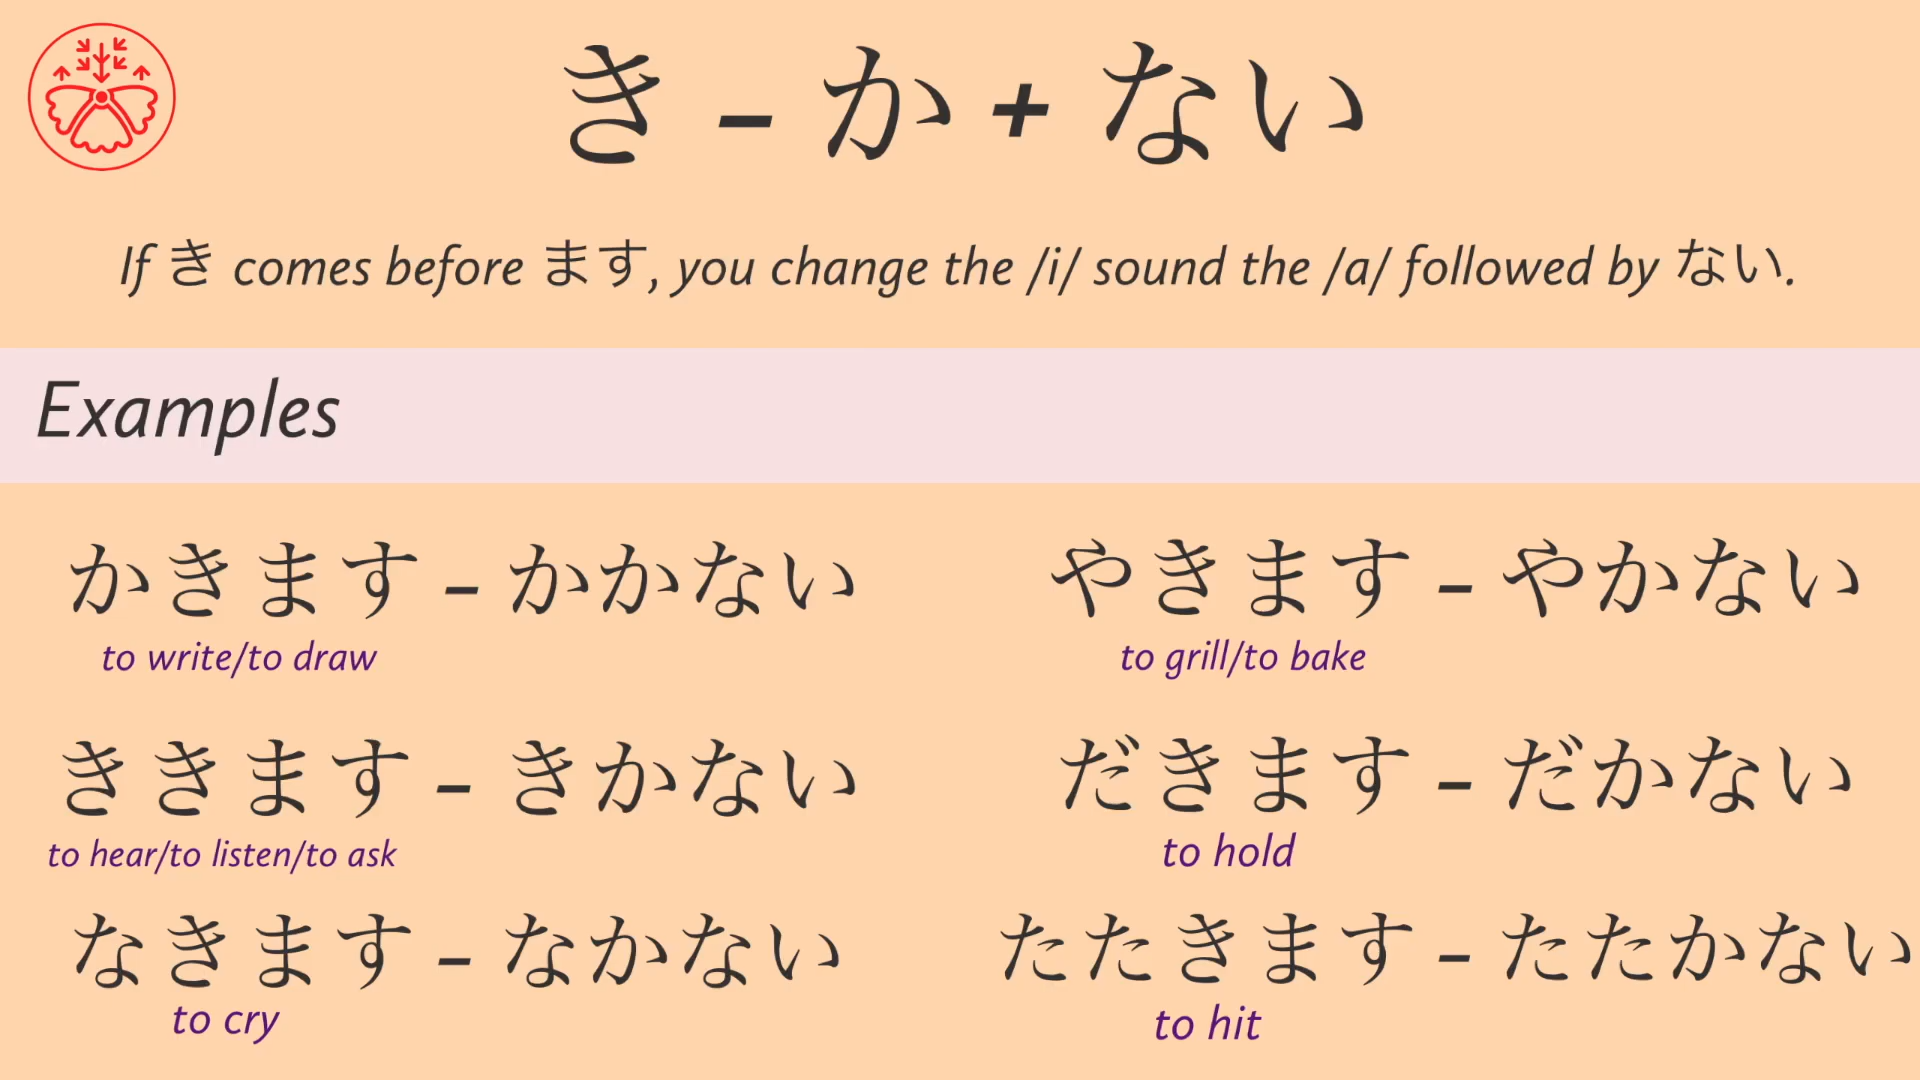 き – か + ない
If き comes before ます, you change the /i/ sound the /a/ followed by ない.
Examples
かきます – かかない
to write/to draw
ききます – きかない
to hear/to listen/to ask
なきます – なかない
to cry
やきます – やかない
to grill/to bake
だきます – だかない
to hold
たたきます – たたかない
to hit